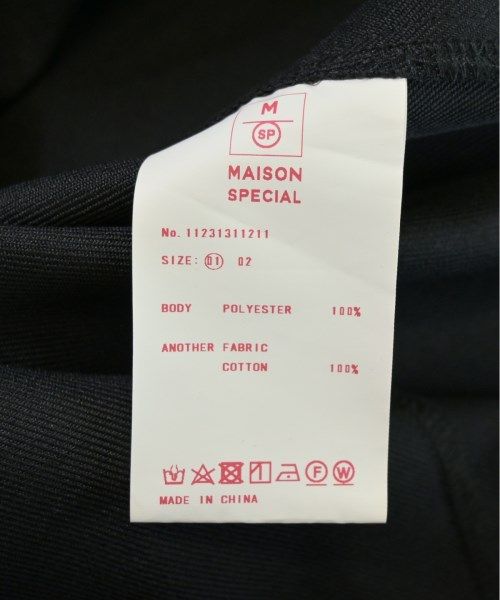 M
SP
MAISON
SPECIAL
No. 11231311211
SIZE: 01 02
BODY POLYESTER 100%
ANOTHER FABRIC
COTTON 100%
F W
MADE IN CHINA